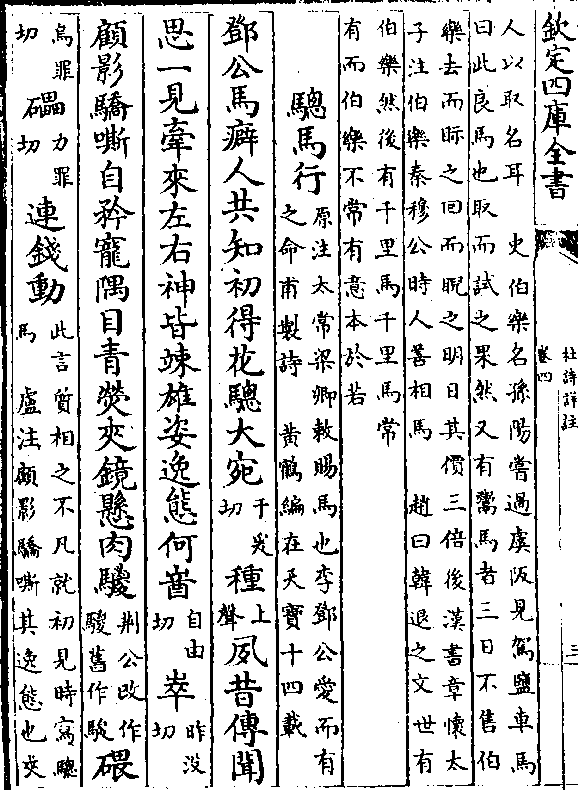 欽定四庫全書
杜詩詳註
卷四
三
人以取名耳 史伯樂名孫陽嘗過虞阪見駕鹽車馬
曰此良馬也取而試之果然又有鬻馬者三日不售伯
樂去而眎之回而睨之明日其價三倍後漢書章懷太
子注伯樂秦穆公時人善相馬 趙曰韓退之文世有
伯樂然後有千里馬千里馬常
有而伯樂不常有意本於若
驄馬行 原注太常梁卿敕賜馬也李鄧公愛而有之命甫製詩 黃鶴編在天寶十四載
鄧公馬癖人共知初得花驄大宛于爰切種上聲夙昔傳聞
思一見牽來左右神皆竦雄姿逸態何崷自由切崒昨沒切
顧影驕嘶自矜寵隅目青熒夾鏡懸肉騣荆公改作騣舊作駿碨
烏罪切礧力罪切連錢動此言質相之不凡就初見時寫驄馬 盧注顧影驕嘶其逸態也夾